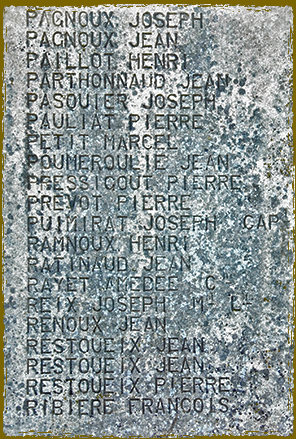 PAGNOUX JOSEPH
PAGNOUX JEAN
PAILLOT HENRI
PARTHONNAUD JEAN
PASQUIER JOSEPH
PAULIAT PIERRE
PETIT MARCEL
POUMEROULIE JEAN
PRESSICOUT PIERRE
PREVOT PIERRE
PUIMIRAT JOSEPH CAP
RAMNOUX HENRI
RATINAUD JEAN
RAYET AMEDEE
REIX JOSEPH
RENOUX JEAN
RESTOUEIX JEAN
RESTOUEIX JEAN
RESTOUEIX PIERRE
RIBIERE FRANCOIS